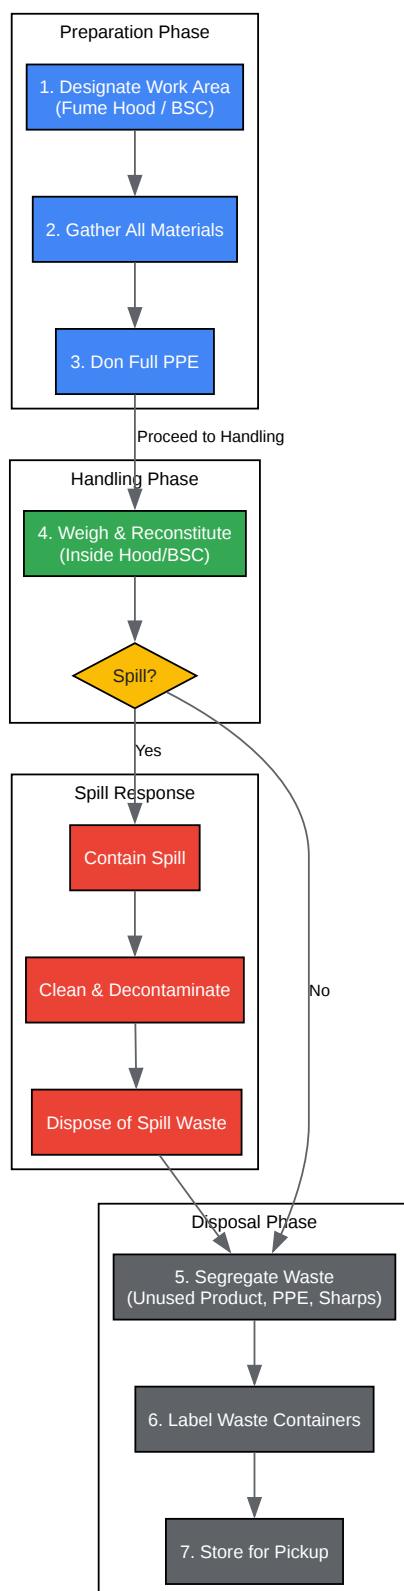 Preparation Phase
1. Designate Work Area
(Fume Hood / BSC)
2. Gather All Materials
3. Don Full PPE
Proceed to Handling
Handling Phase
4. Weigh & Reconstitute
(Inside Hood/BSC)
Spill?
Yes
Spill Response
Contain Spill
Clean & Decontaminate
No
Dispose of Spill Waste
Disposal Phase
5. Segregate Waste
(Unused Product, PPE, Sharps)
6. Label Waste Containers
7. Store for Pickup